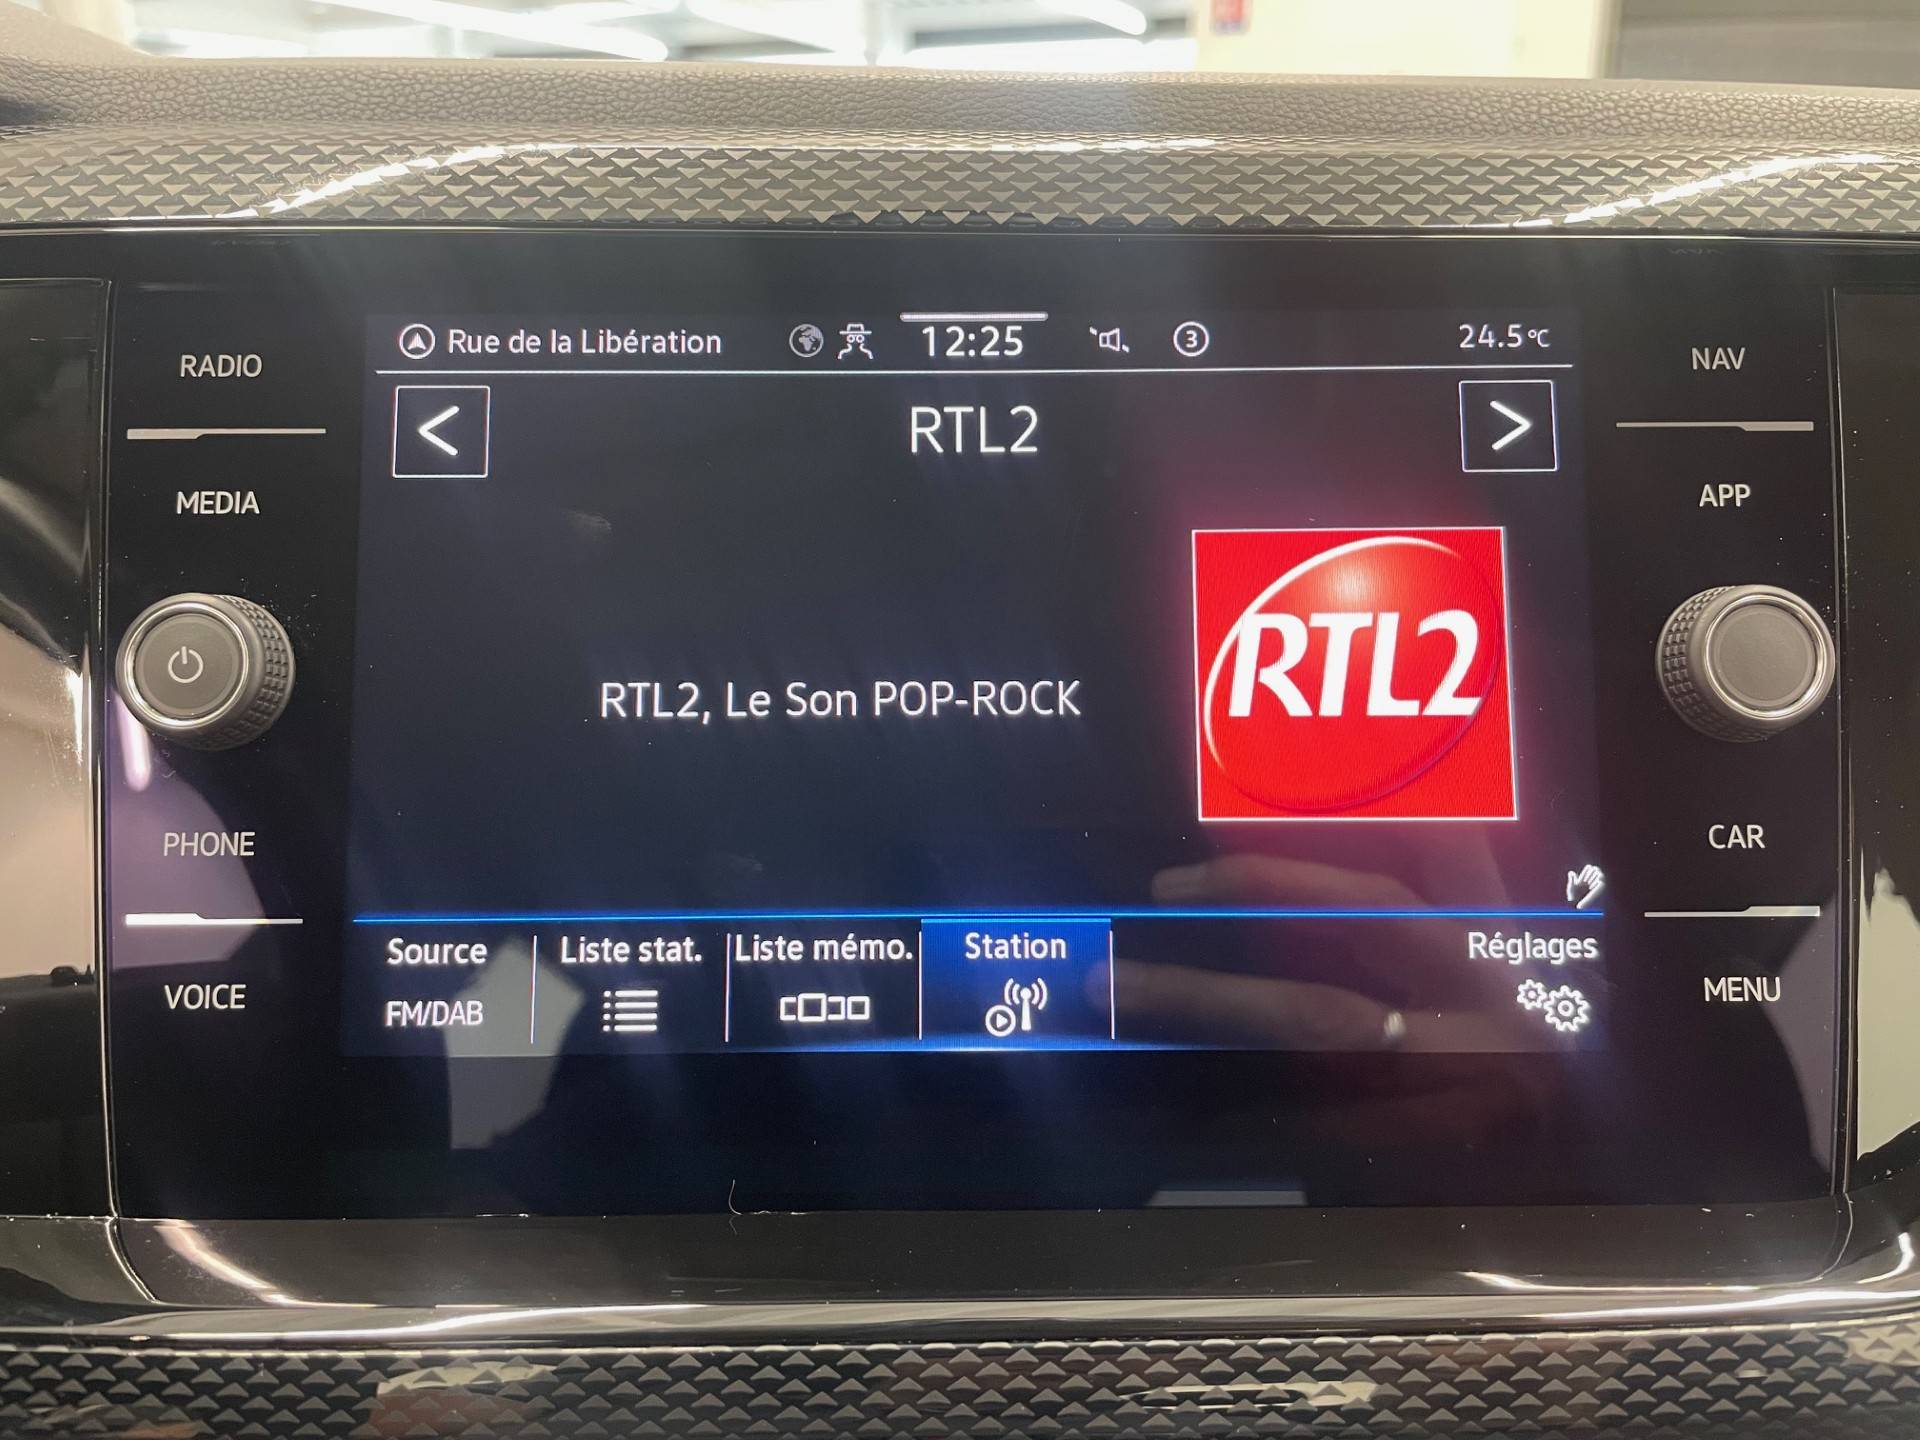 Rue de la Libération 12:25 3 24.5°C
RADIO
MEDIA
PHONE
VOICE
< RTL2 >
RTL2, Le Son POP-ROCK
RTL2
Source
FM/DAB
Liste stat.
Liste mémo.
Station
Réglages
NAV
APP
CAR
MENU